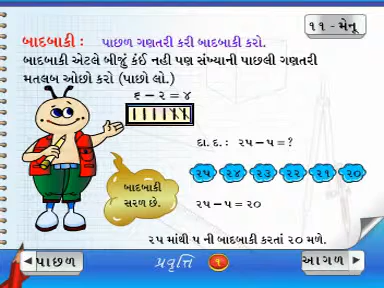 ૧૧ - મેનૂ
બાદબાકી : પાછળ ગણતરી કરી બાદબાકી કરો.
બાદબાકી એટલે બીજું કંઈ નહી પણ સંખ્યાની પાછલી ગણતરી
મતલબ ઓછો કરો (પાછો લો.)
૬ – ૨ = ૪
દા. દ. : ૨૫ – ૫ = ?
૨૫ ૨૪ ૨૩ ૨૨ ૨૧ ૨૦
બાદબાકી
સરળ છે.
૨૫ – ૫ = ૨૦
૨૫ માંથી ૫ ની બાદબાકી કરતાં ૨૦ મળે.
પાછળ પ્રવૃત્તિ ૧ આગળ